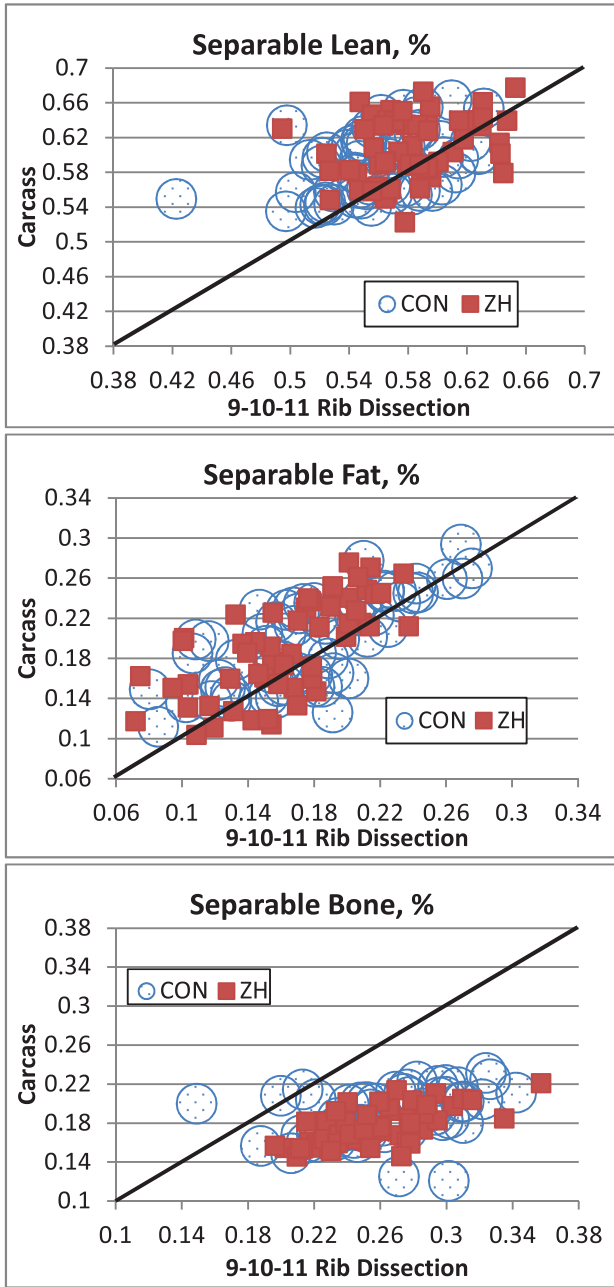 Separable Lean, %
0.7
0.66
0.62
0.58
0.54
0.5
0.46
0.42
0.38
Carcass
CON ZH
0.38 0.42 0.46 0.5 0.54 0.58 0.62 0.66 0.7
9-10-11 Rib Dissection
Separable Fat, %
0.34
0.3
0.26
0.22
0.18
0.14
0.1
0.06
Carcass
CON ZH
0.06 0.1 0.14 0.18 0.22 0.26 0.3 0.34
9-10-11 Rib Dissection
Separable Bone, %
0.38
0.34
0.3
0.26
0.22
0.18
0.14
0.1
Carcass
CON ZH
0.1 0.14 0.18 0.22 0.26 0.3 0.34 0.38
9-10-11 Rib Dissection